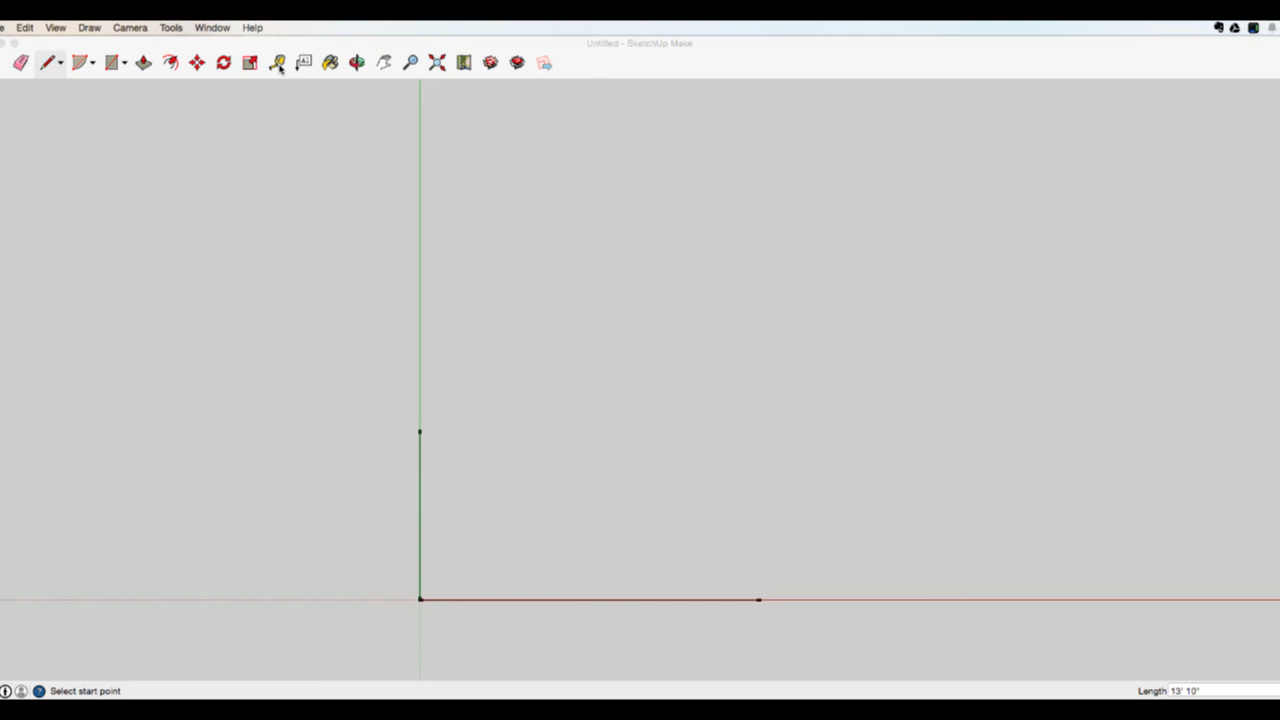 Edit View Draw Camera Tools Window Help
Untitled - SketchUp Make
Select start point
Length 13' 10"